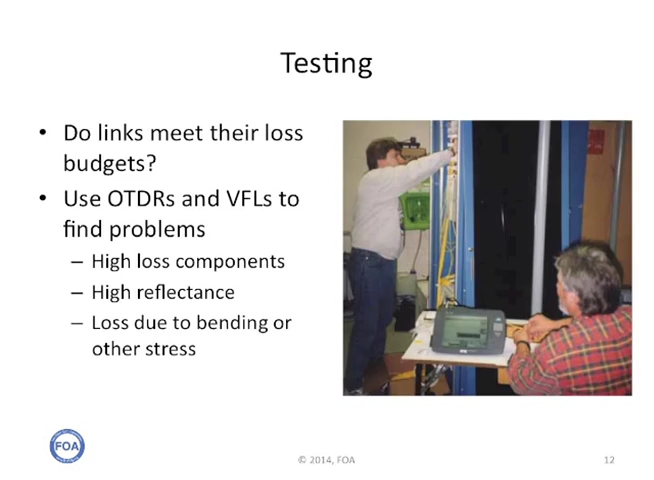 Testing
• Do links meet their loss
budgets?
• Use OTDRs and VFLs to
find problems
– High loss components
– High reflectance
– Loss due to bending or
other stress
FOA
© 2014, FOA
12